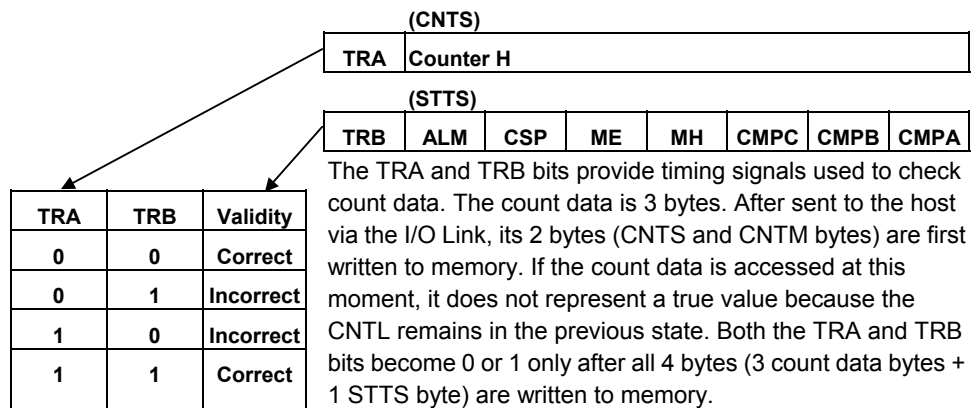 (CNTS)
TRA Counter H
(STTS)
TRB ALM CSP ME MH CMPC CMPB CMPA
The TRA and TRB bits provide timing signals used to check
count data. The count data is 3 bytes. After sent to the host
via the I/O Link, its 2 bytes (CNTS and CNTM bytes) are first
written to memory. If the count data is accessed at this
moment, it does not represent a true value because the
CNTL remains in the previous state. Both the TRA and TRB
bits become 0 or 1 only after all 4 bytes (3 count data bytes +
1 STTS byte) are written to memory.
TRA TRB Validity
0 0 Correct
0 1 Incorrect
1 0 Incorrect
1 1 Correct